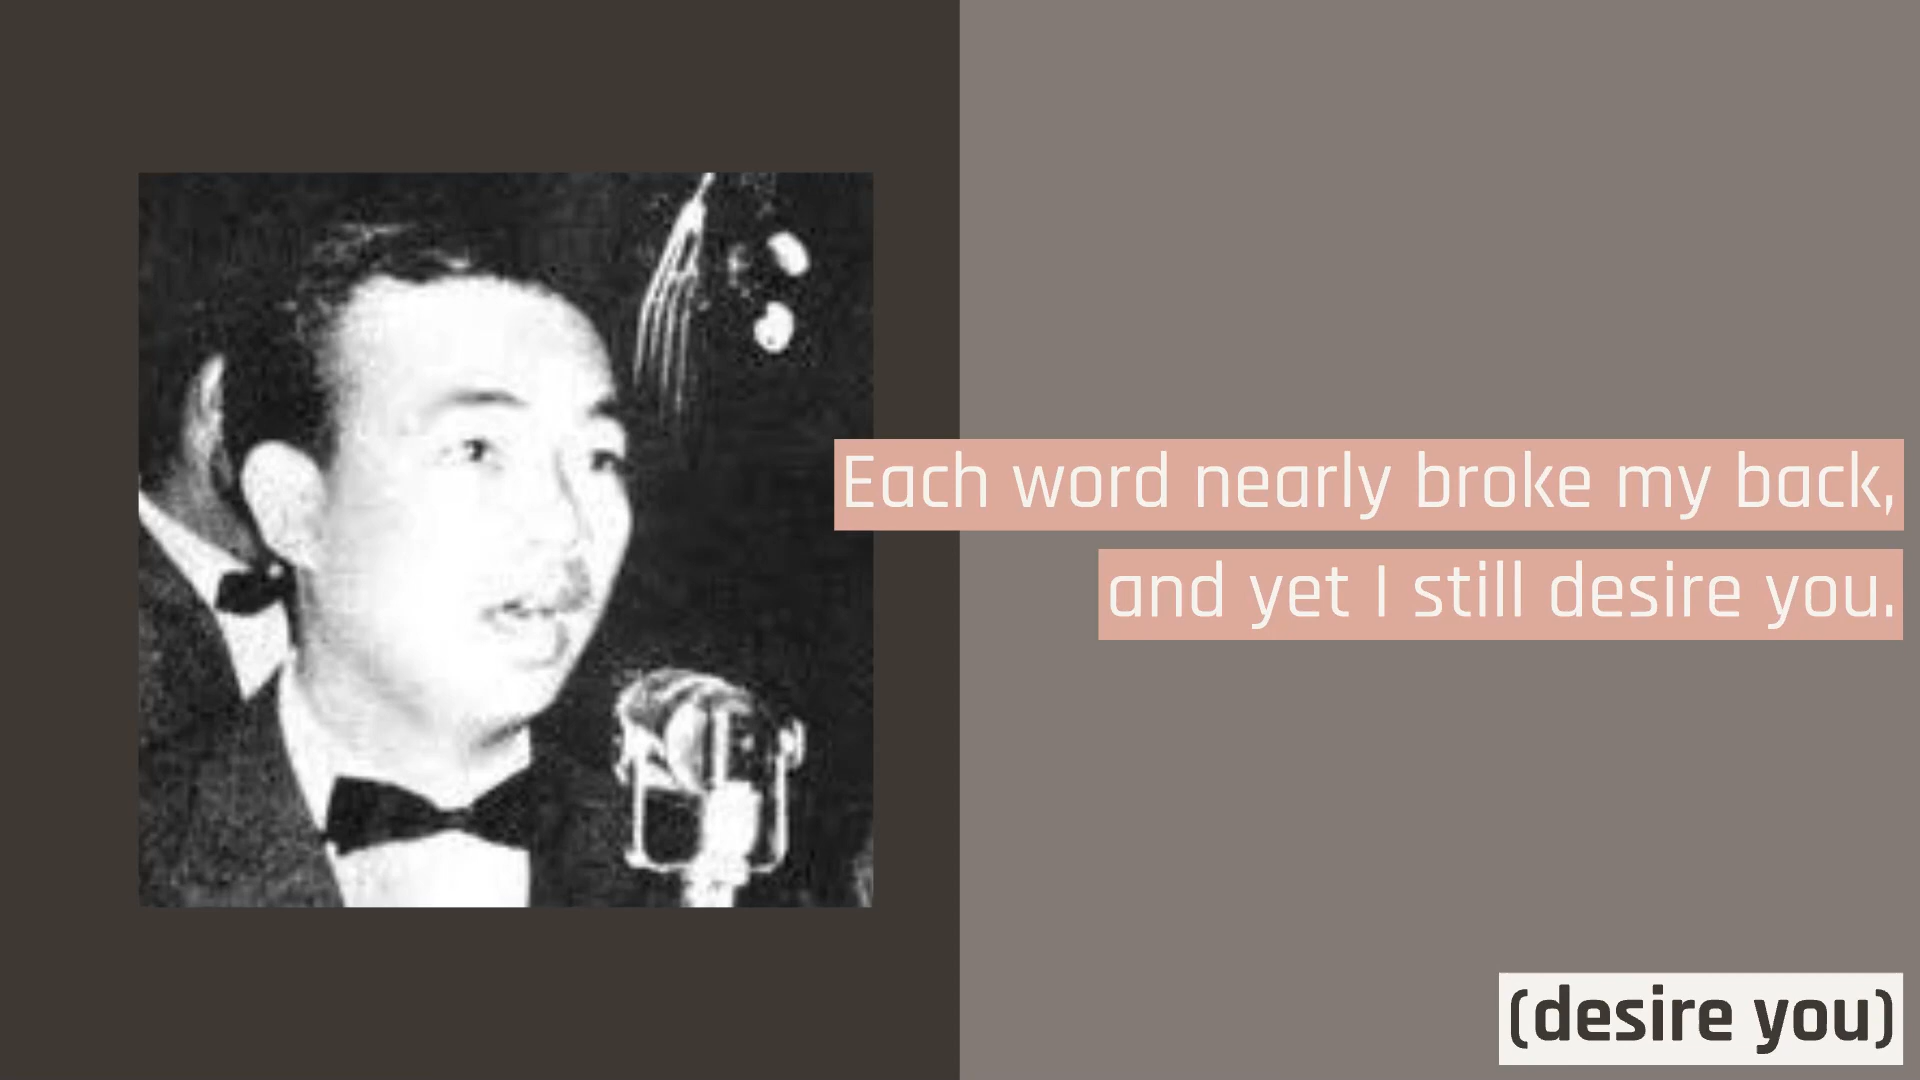 Each word nearly broke my back,
and yet I still desire you.
(desire you)